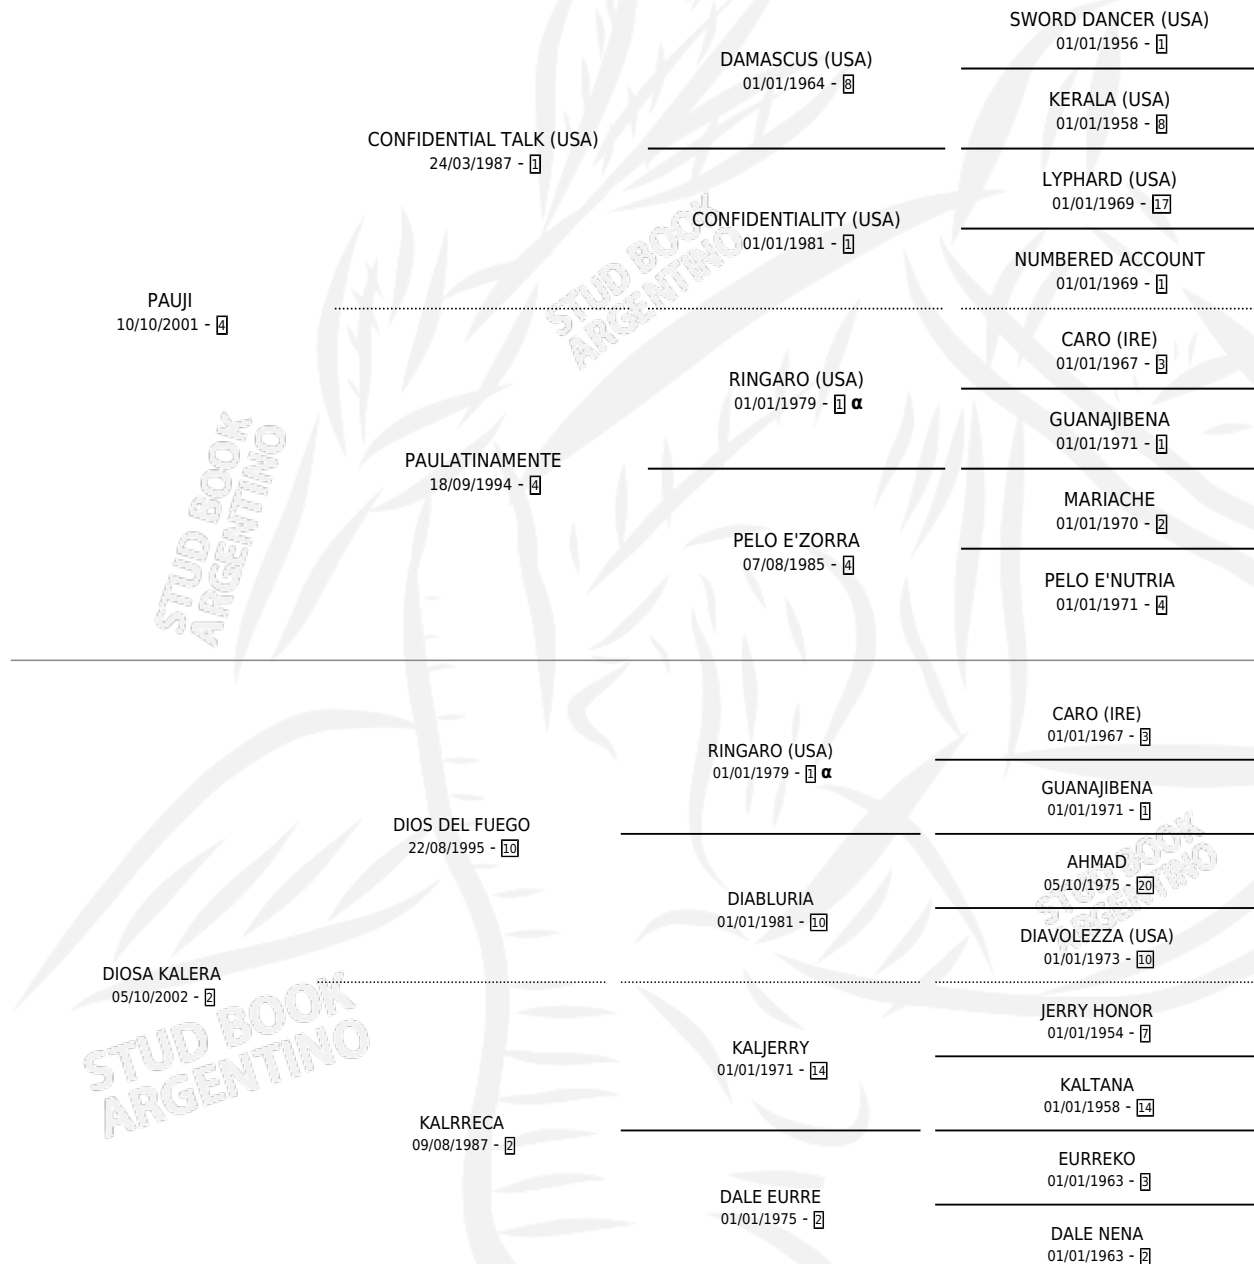 SWORD DANCER (USA)
01/01/1956 - 1
DAMASCUS (USA)
01/01/1964 - 8
KERALA (USA)
01/01/1958 - 8
CONFIDENTIAL TALK (USA)
24/03/1987 - 1
LYPHARD (USA)
01/01/1969 - 17
CONFIDENTIALITY (USA)
01/01/1981 - 1
NUMBERED ACCOUNT
01/01/1969 - 1
PAUJI
10/10/2001 - 4
CARO (IRE)
01/01/1967 - 3
RINGARO (USA)
01/01/1979 - 1 α
GUANAJIBENA
01/01/1971 - 1
PAULATINAMENTE
18/09/1994 - 4
MARIACHE
01/01/1970 - 2
PELO E'ZORRA
07/08/1985 - 4
PELO E'NUTRIA
01/01/1971 - 4
CARO (IRE)
01/01/1967 - 3
RINGARO (USA)
01/01/1979 - 1 α
GUANAJIBENA
01/01/1971 - 1
DIOS DEL FUEGO
22/08/1995 - 10
AHMAD
05/10/1975 - 20
DIABLURIA
01/01/1981 - 10
DIAVOLEZZA (USA)
01/01/1973 - 10
DIOSA KALERA
05/10/2002 - 2
JERRY HONOR
01/01/1954 - 7
KALJERRY
01/01/1971 - 14
KALTANA
01/01/1958 - 14
KALRRECA
09/08/1987 - 2
EURREKO
01/01/1963 - 3
DALE EURRE
01/01/1975 - 2
DALE NENA
01/01/1963 - 2
STUD BOOK
ARGENTINO
STUD BOOK
ARGENTINO
STUD BOOK
ARGENTINO
STUD BOOK
ARGENTINO